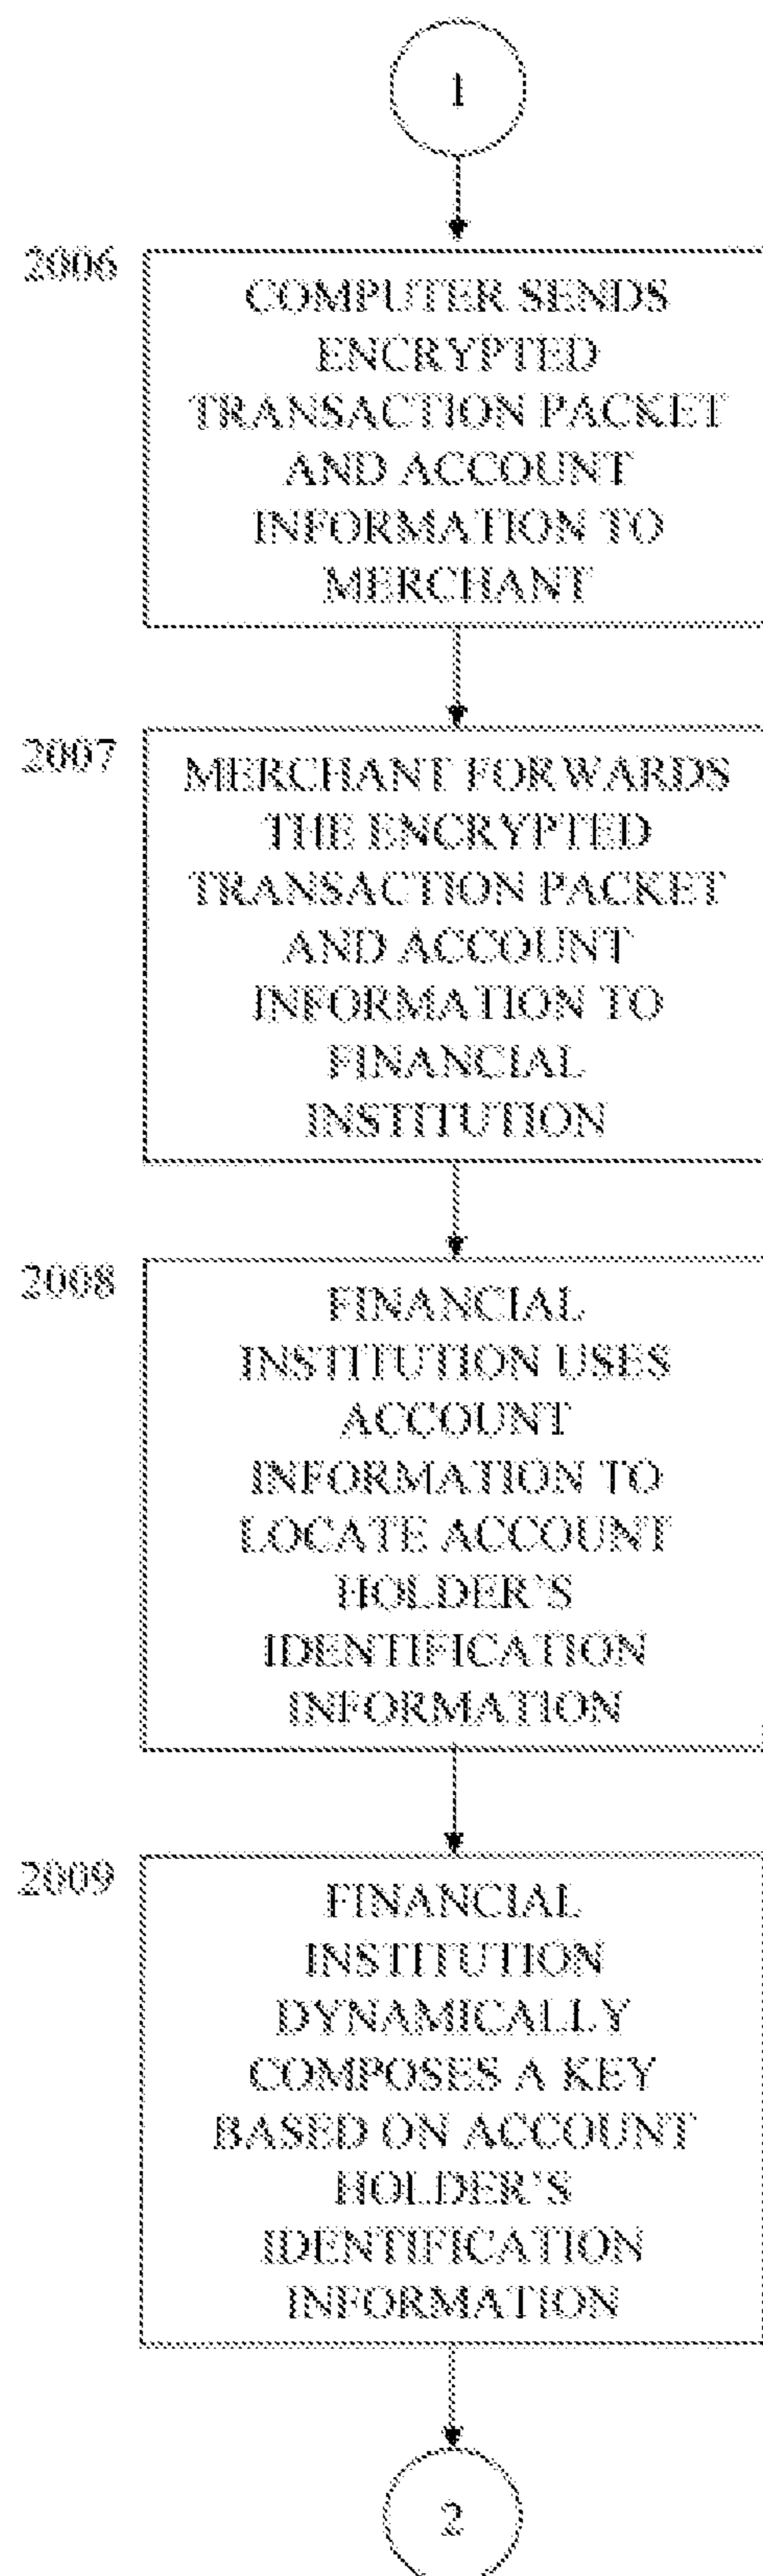 1
2006
COMPUTER SENDS
ENCRYPTED
TRANSACTION PACKET
AND ACCOUNT
INFORMATION TO
MERCHANT
2007
MERCHANT FORWARDS
THE ENCRYPTED
TRANSACTION PACKET
AND ACCOUNT
INFORMATION TO
FINANCIAL
INSTITUTION
2008
FINANCIAL
INSTITUTION USES
ACCOUNT
INFORMATION TO
LOCATE ACCOUNT
HOLDER'S
IDENTIFICATION
INFORMATION
2009
FINANCIAL
INSTITUTION
DYNAMICALLY
COMPOSES A KEY
BASED ON ACCOUNT
HOLDER'S
IDENTIFICATION
INFORMATION
2